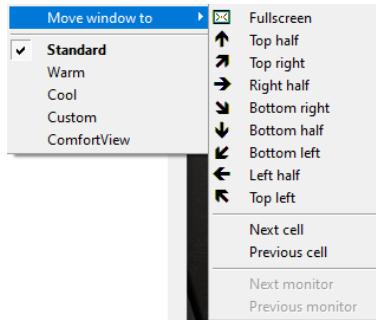 Move window to
Standard
Warm
Cool
Custom
ComfortView
Fullscreen
Top half
Top right
Right half
Bottom right
Bottom half
Bottom left
Left half
Top left
Next cell
Previous cell
Next monitor
Previous monitor